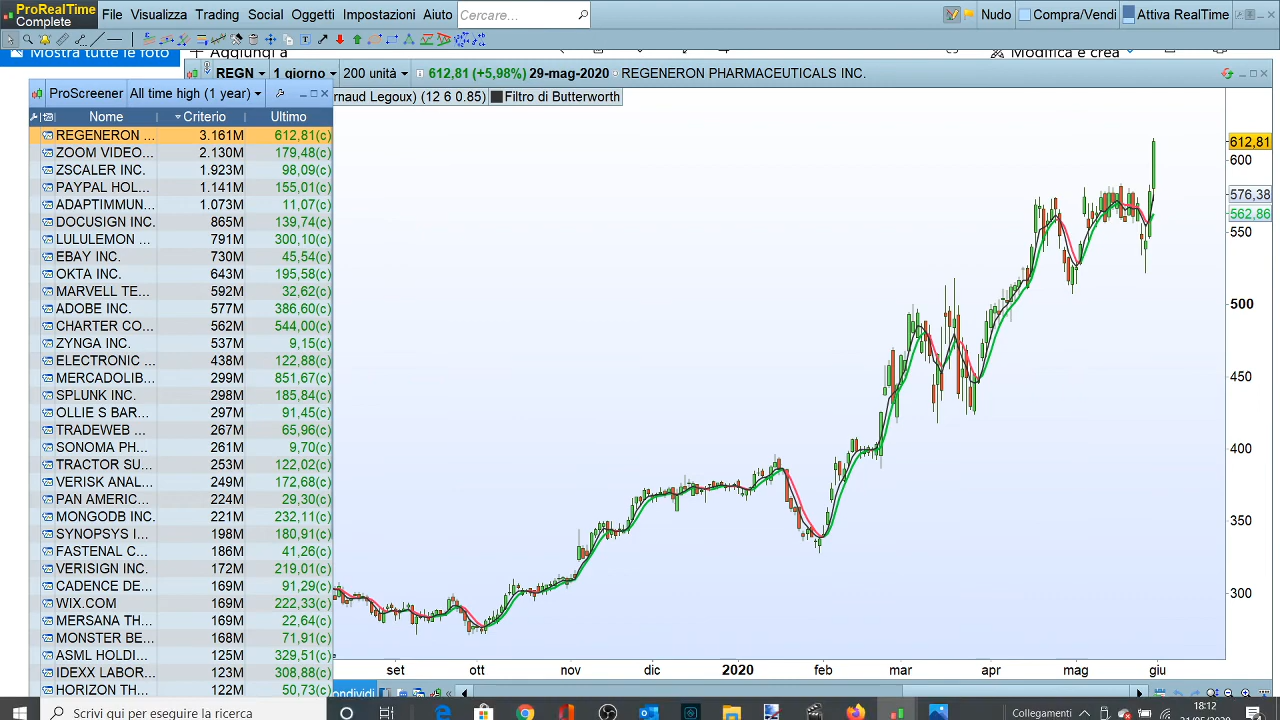 ProRealTime
Complete
File Visualizza Trading Social Oggetti Impostazioni Aiuto Cercare... Nudo Compra/Vendi Attiva RealTime
Mostra tutte le foto Aggiungi a Modifica e crea
REGN 1 giorno 200 unità 612,81 (+5,98%) 29-mag-2020 REGENERON PHARMACEUTICALS INC.
ProScreener All time high (1 year)
rnaud Legoux) (12 6 0.85) Filtro di Butterworth
Nome Criterio Ultimo
REGENERON ... 3.161M 612,81(c)
ZOOM VIDEO... 2.130M 179,48(c)
ZSCALER INC. 1.923M 98,09(c)
PAYPAL HOL... 1.141M 155,01(c)
ADAPTIMMUN... 1.073M 11,07(c)
DOCUSIGN INC. 865M 139,74(c)
LULULEMON ... 791M 300,10(c)
EBAY INC. 730M 45,54(c)
OKTA INC. 643M 195,58(c)
MARVELL TE... 592M 32,62(c)
ADOBE INC. 577M 386,60(c)
CHARTER CO... 562M 544,00(c)
ZYNGA INC. 537M 9,15(c)
ELECTRONIC ... 438M 122,88(c)
MERCADOLIB... 299M 851,67(c)
SPLUNK INC. 298M 185,84(c)
OLLIE S BAR... 297M 91,45(c)
TRADEWEB ... 267M 65,96(c)
SONOMA PH... 261M 9,70(c)
TRACTOR SU... 253M 122,02(c)
VERISK ANAL... 249M 172,68(c)
PAN AMERIC... 224M 29,30(c)
MONGODB INC. 221M 232,11(c)
SYNOPSYS I... 198M 180,91(c)
FASTENAL C... 186M 41,26(c)
VERISIGN INC. 172M 219,01(c)
CADENCE DE... 169M 91,29(c)
WIX.COM 169M 222,33(c)
MERSANA TH... 169M 22,64(c)
MONSTER BE... 168M 71,91(c)
ASML HOLDI... 125M 329,51(c)
IDEXX LABOR... 123M 308,88(c)
HORIZON TH... 122M 50,73(c)
612,81
600
576,38
562,86
550
500
450
400
350
300
set ott nov dic 2020 feb mar apr mag giu
ondividi
Scrivi qui per eseguire la ricerca
Collegamenti
18:12
31/05/2020